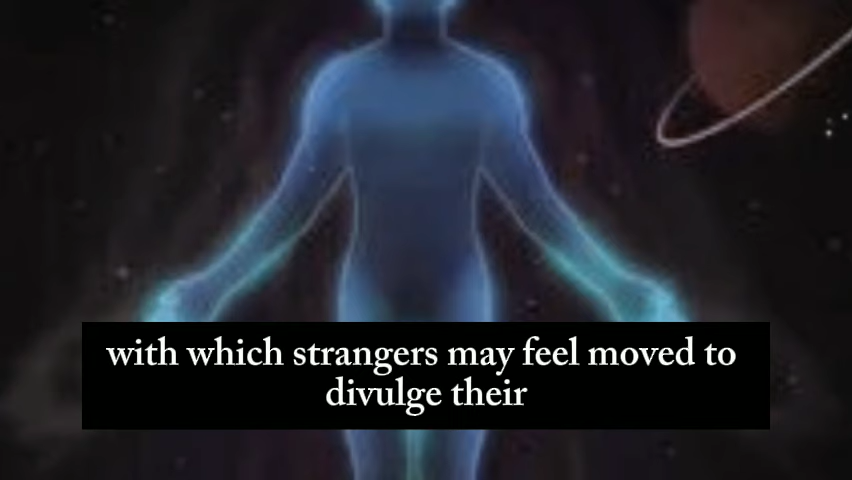 with which strangers may feel moved to
divulge their